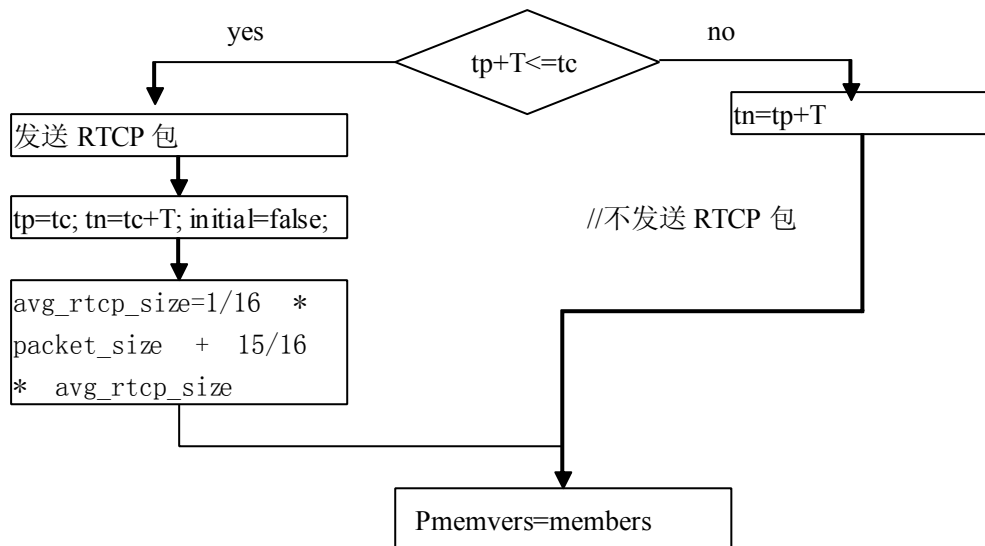 yes
no
tp+T<=tc
发送 RTCP 包
tn=tp+T
tp=tc; tn=tc+T; initial=false;
//不发送 RTCP 包
avg_rtcp_size=1/16 *
packet_size + 15/16
* avg_rtcp_size
Pmemvers=members